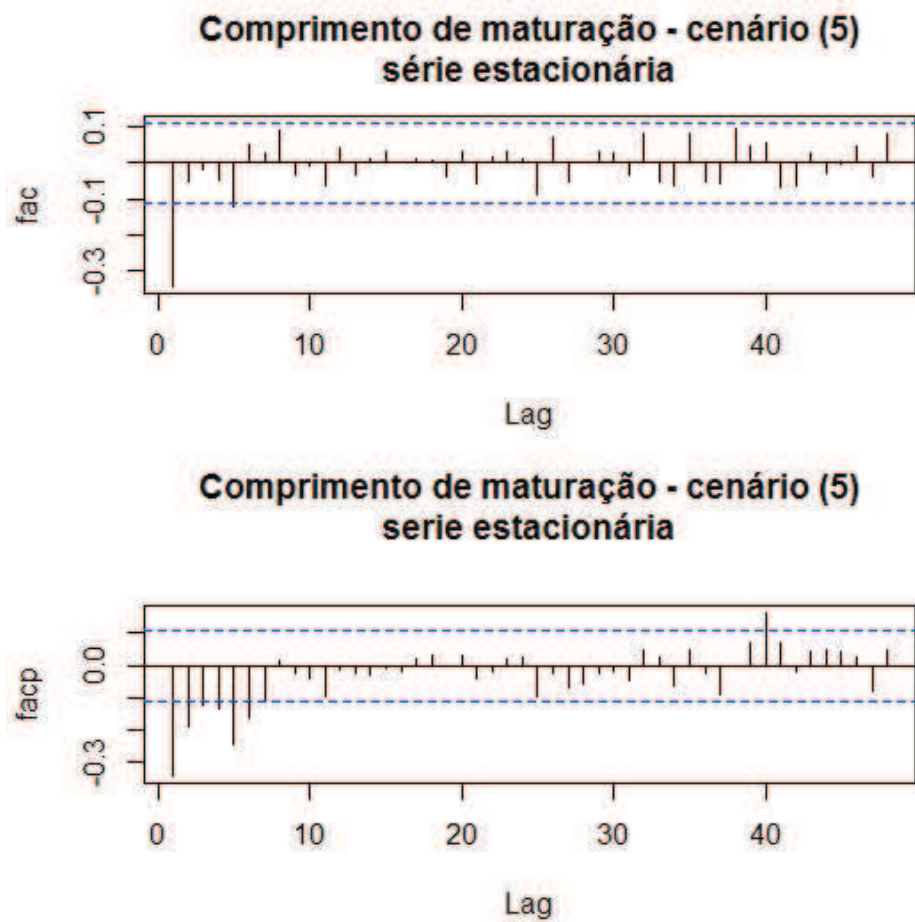 Comprimento de maturação - cenário (5)
série estacionária
fac
0.1
-0.1
-0.3
0 10 20 30 40
Lag
Comprimento de maturação - cenário (5)
serie estacionária
facp
0.0
-0.3
0 10 20 30 40
Lag